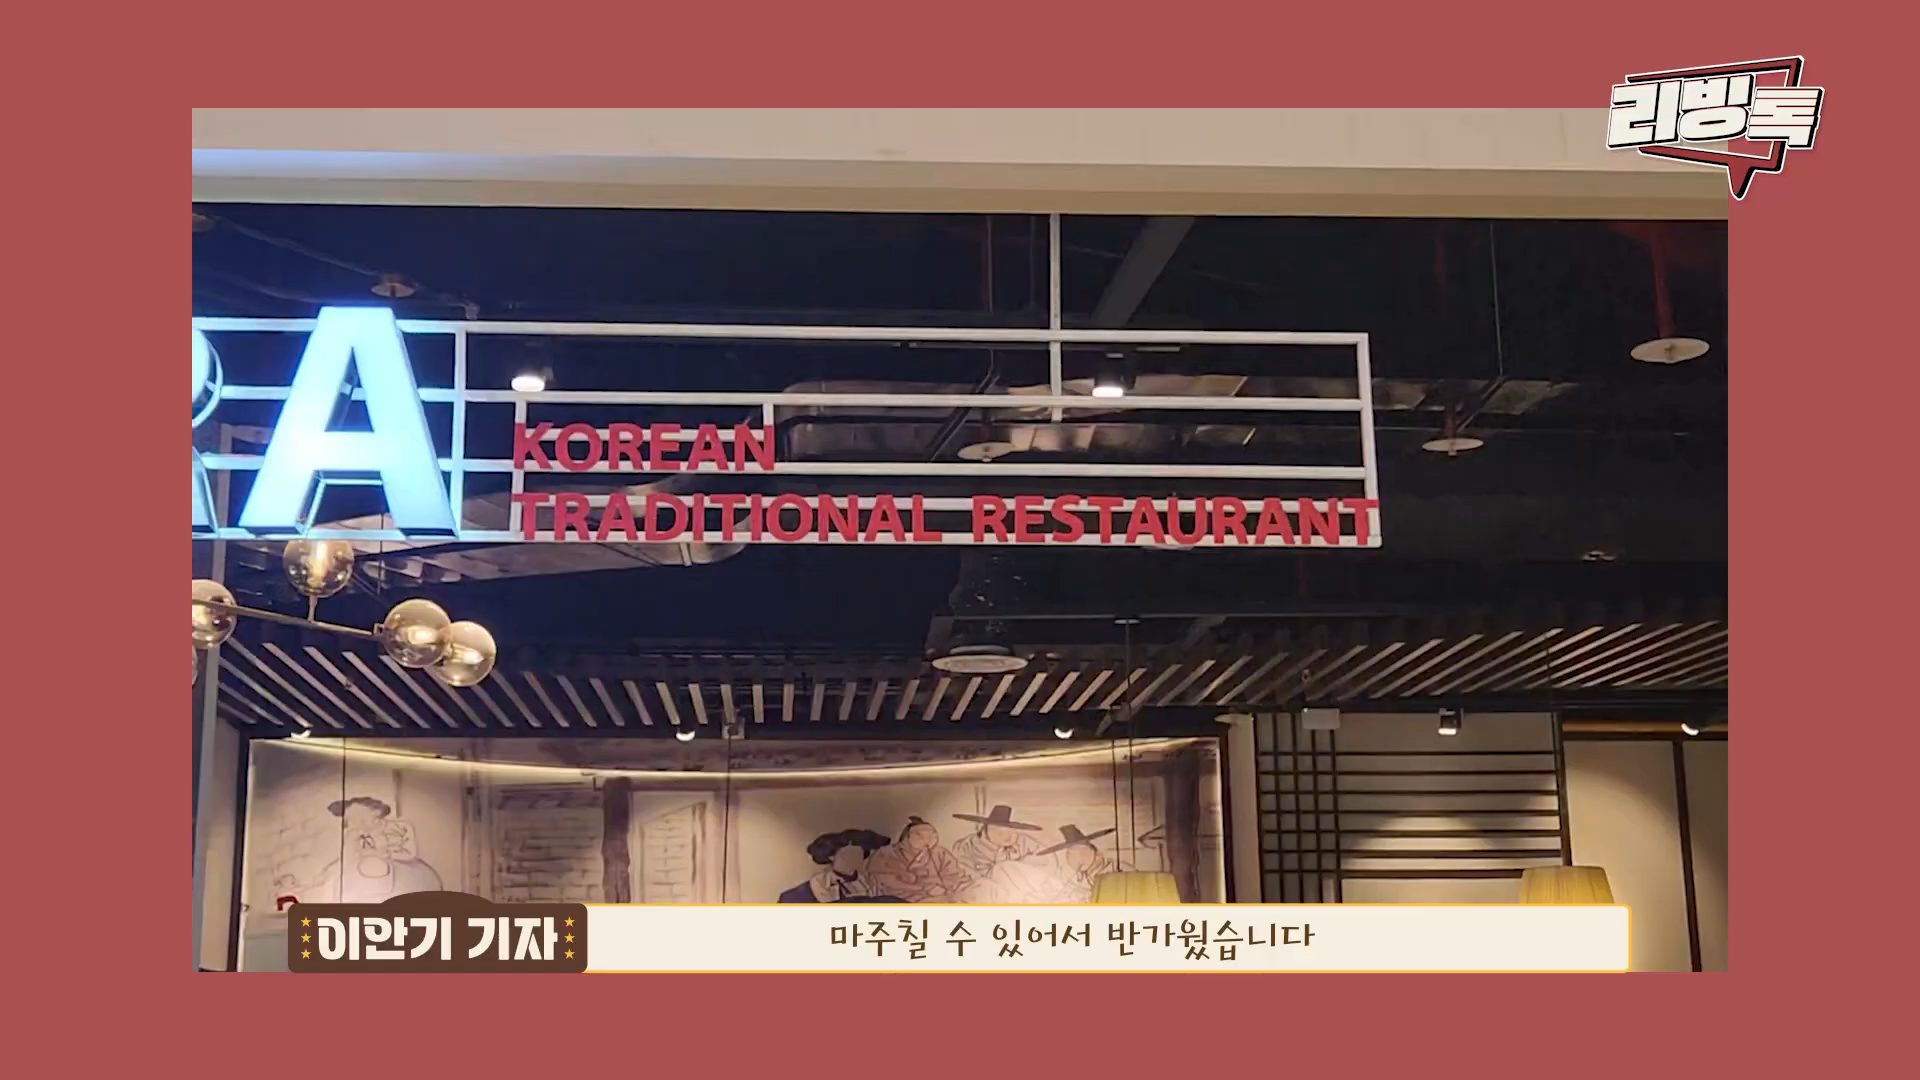 리빙톡
A
KOREAN
TRADITIONAL RESTAURANT
이안기 기자
마주칠 수 있어서 반가웠습니다